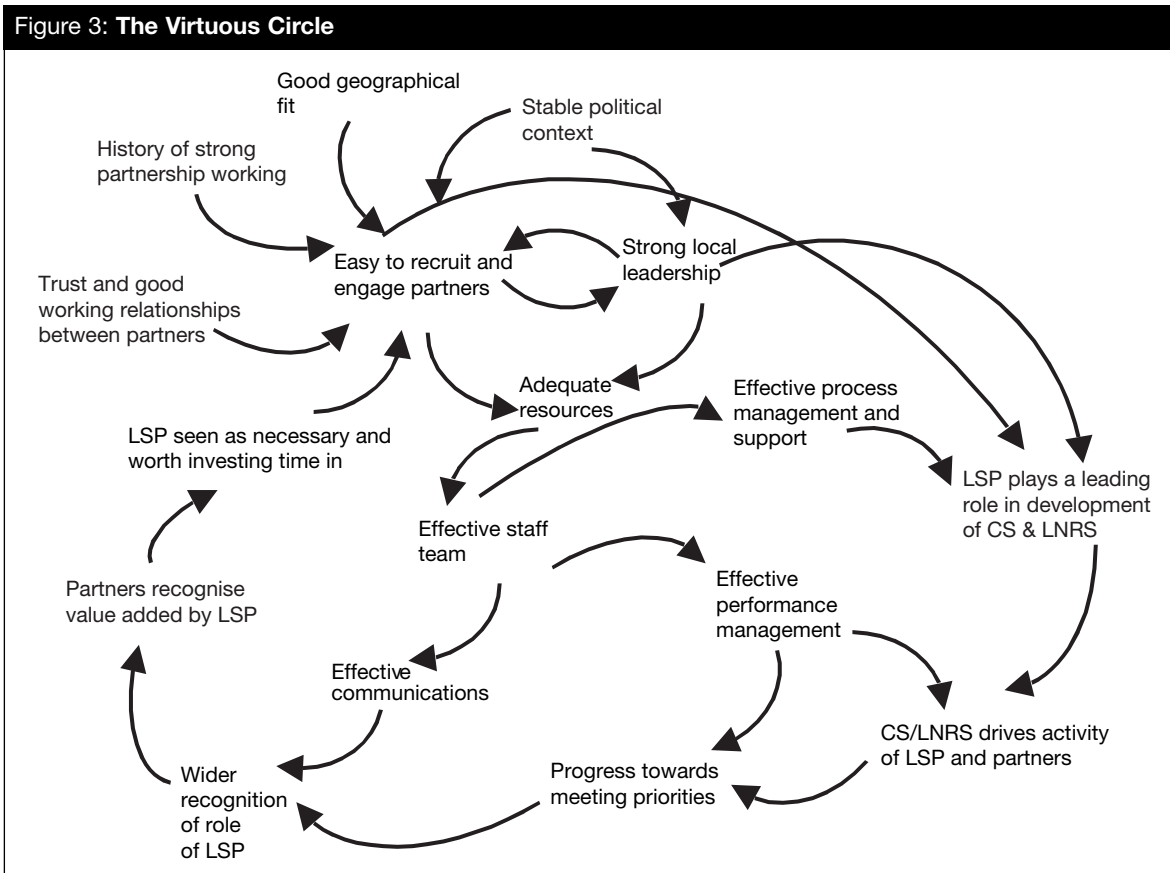 Figure 3: The Virtuous Circle
Good geographical
fit
Stable political
context
History of strong
partnership working
Easy to recruit and
engage partners
Strong local
leadership
Trust and good
working relationships
between partners
Adequate
resources
Effective process
management and
support
LSP seen as necessary and
worth investing time in
LSP plays a leading
role in development
of CS & LNRS
Effective staff
team
Partners recognise
value added by LSP
Effective
performance
management
Effective
communications
CS/LNRS drives activity
of LSP and partners
Progress towards
meeting priorities
Wider
recognition
of role
of LSP